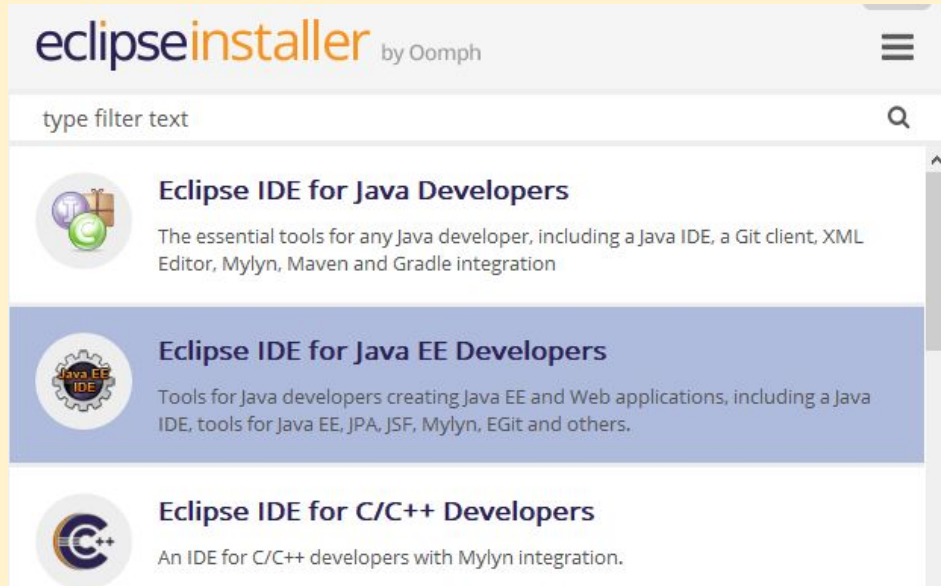 eclipseinstaller by Oomph
type filter text
Eclipse IDE for Java Developers
The essential tools for any Java developer, including a Java IDE, a Git client, XML
Editor, Mylyn, Maven and Gradle integration
Java EE
IDE
Eclipse IDE for Java EE Developers
Tools for Java developers creating Java EE and Web applications, including a Java
IDE, tools for Java EE, JPA, JSF, Mylyn, EGit and others.
C++
Eclipse IDE for C/C++ Developers
An IDE for C/C++ developers with Mylyn integration.